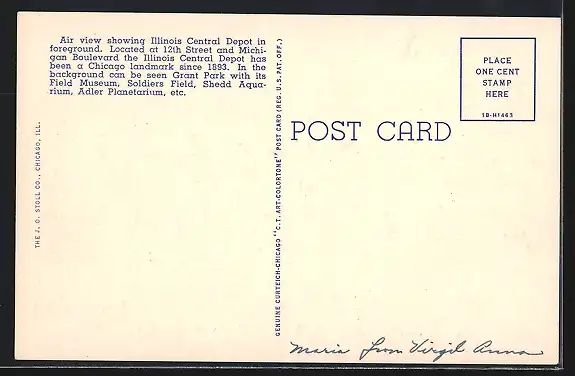 Air view showing Illinois Central Depot in
foreground. Located at 12th Street and Michi-
gan Boulevard the Illinois Central Depot has
been a Chicago landmark since 1893. In the
background can be seen Grant Park with its
Field Museum, Soldiers Field, Shedd Aqua-
rium, Adler Planetarium, etc.
THE J. O. STOLL CO., CHICAGO, ILL.
GENUINE CURTEICH-CHICAGO "C.T. ART-COLORTONE" POST CARD (REG. U.S. PAT. OFF.)
POST CARD
PLACE
ONE CENT
STAMP
HERE
1B-H1463
Maria from Virgil Anna